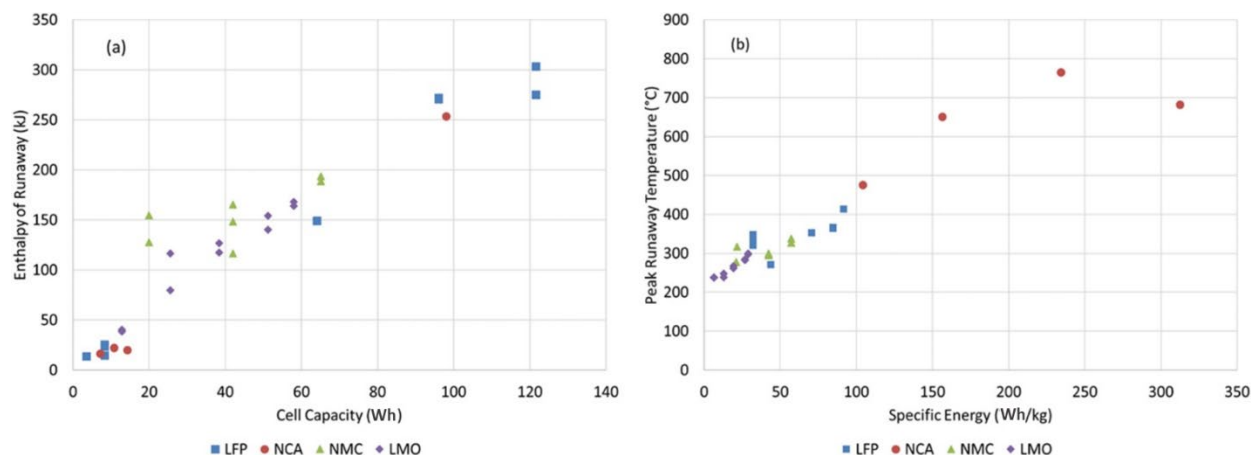 (a)
Enthalpy of Runaway (kJ)
350
300
250
200
150
100
50
0
0 20 40 60 80 100 120 140
Cell Capacity (Wh)
LFP NCA NMC LMO
(b)
Peak Runaway Temperature (°C)
900
800
700
600
500
400
300
200
100
0
0 50 100 150 200 250 300 350
Specific Energy (Wh/kg)
LFP NCA NMC LMO